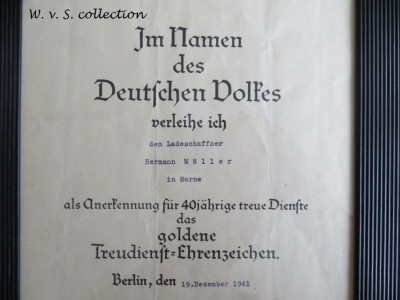 W. v. S. collection
Im Namen
des
Deutſchen Volkes
verleihe ich
dem Ladeschaffner
Hermann Möller
in Marne
als Anerkennung für 40jährige treue Dienſte
das
goldene
Treudienſt=Ehrenzeichen.
Berlin, den 19.Dezember 1941